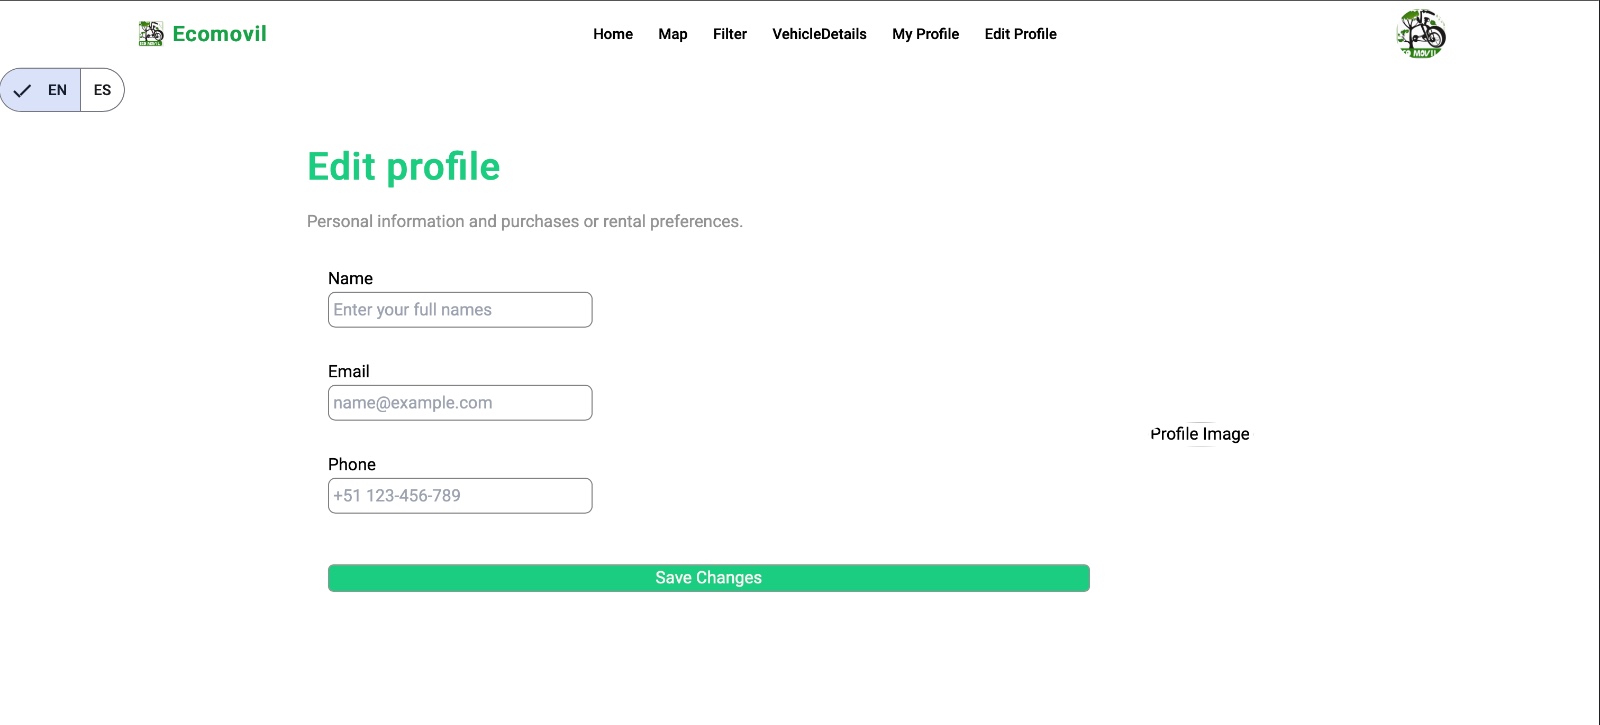 Ecomovil
Home Map Filter VehicleDetails My Profile Edit Profile
EN ES
Edit profile
Personal information and purchases or rental preferences.
Name
Enter your full names
Email
name@example.com
Profile Image
Phone
+51 123-456-789
Save Changes